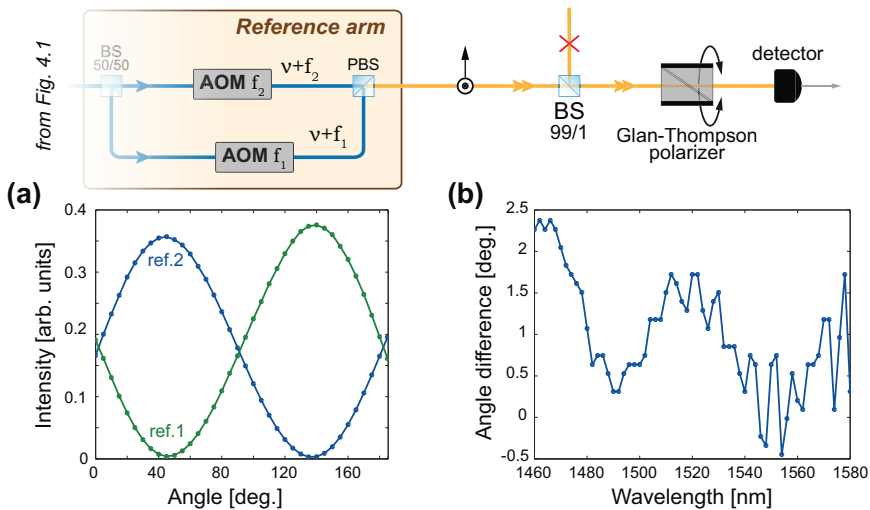 from Fig. 4.1
Reference arm
BS
50/50
AOM f2
ν+f2
PBS
AOM f1
ν+f1
BS
99/1
Glan-Thompson
polarizer
detector
(a)
Intensity [arb. units]
0.4
0.3
0.2
0.1
0
ref.2
ref.1
0
40
80
120
160
Angle [deg.]
(b)
Angle difference [deg.]
2.5
2
1.5
1
0.5
0
-0.5
1460
1480
1500
1520
1540
1560
1580
Wavelength [nm]